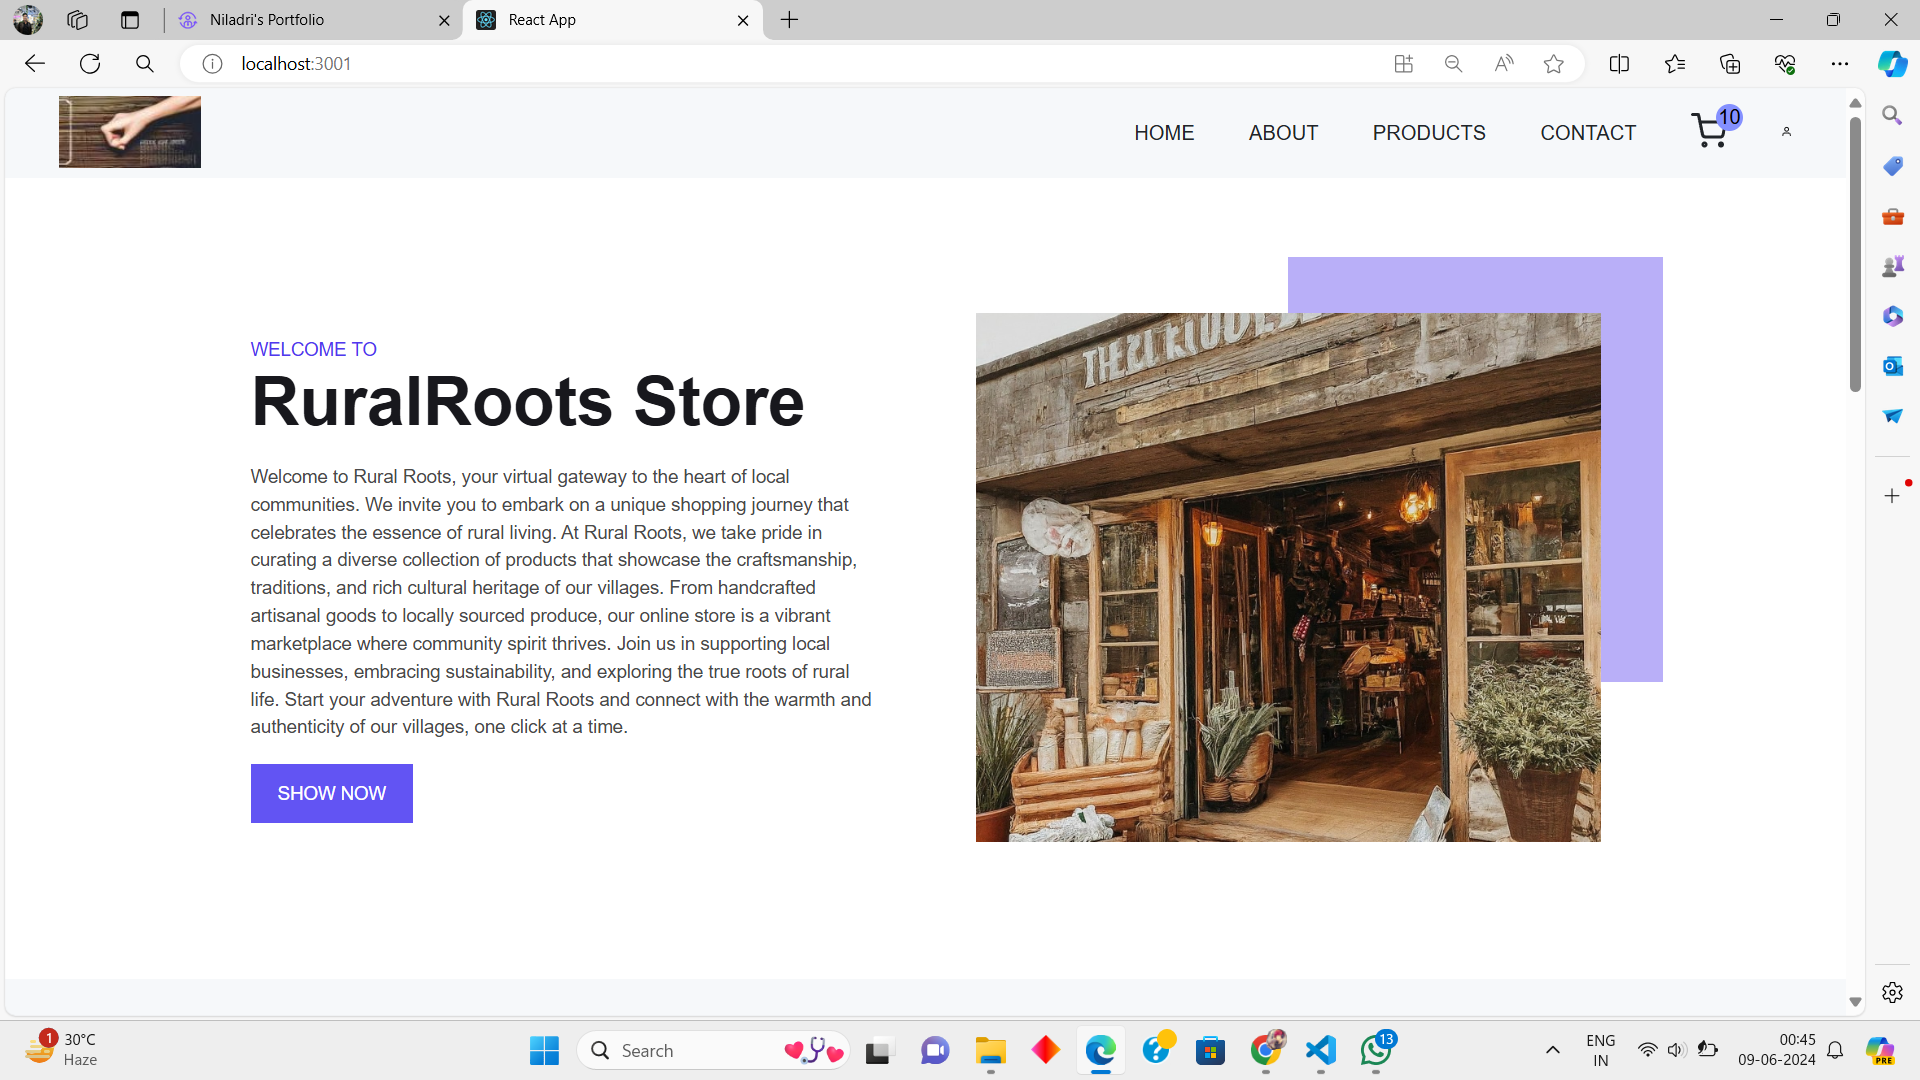 Niladri's Portfolio
React App
localhost:3001
HOME
ABOUT
PRODUCTS
CONTACT
10
WELCOME TO
RuralRoots Store
Welcome to Rural Roots, your virtual gateway to the heart of local
communities. We invite you to embark on a unique shopping journey that
celebrates the essence of rural living. At Rural Roots, we take pride in
curating a diverse collection of products that showcase the craftsmanship,
traditions, and rich cultural heritage of our villages. From handcrafted
artisanal goods to locally sourced produce, our online store is a vibrant
marketplace where community spirit thrives. Join us in supporting local
businesses, embracing sustainability, and exploring the true roots of rural
life. Start your adventure with Rural Roots and connect with the warmth and
authenticity of our villages, one click at a time.
SHOW NOW
1
30°C
Haze
Search
13
ENG
IN
00:45
09-06-2024
PRE